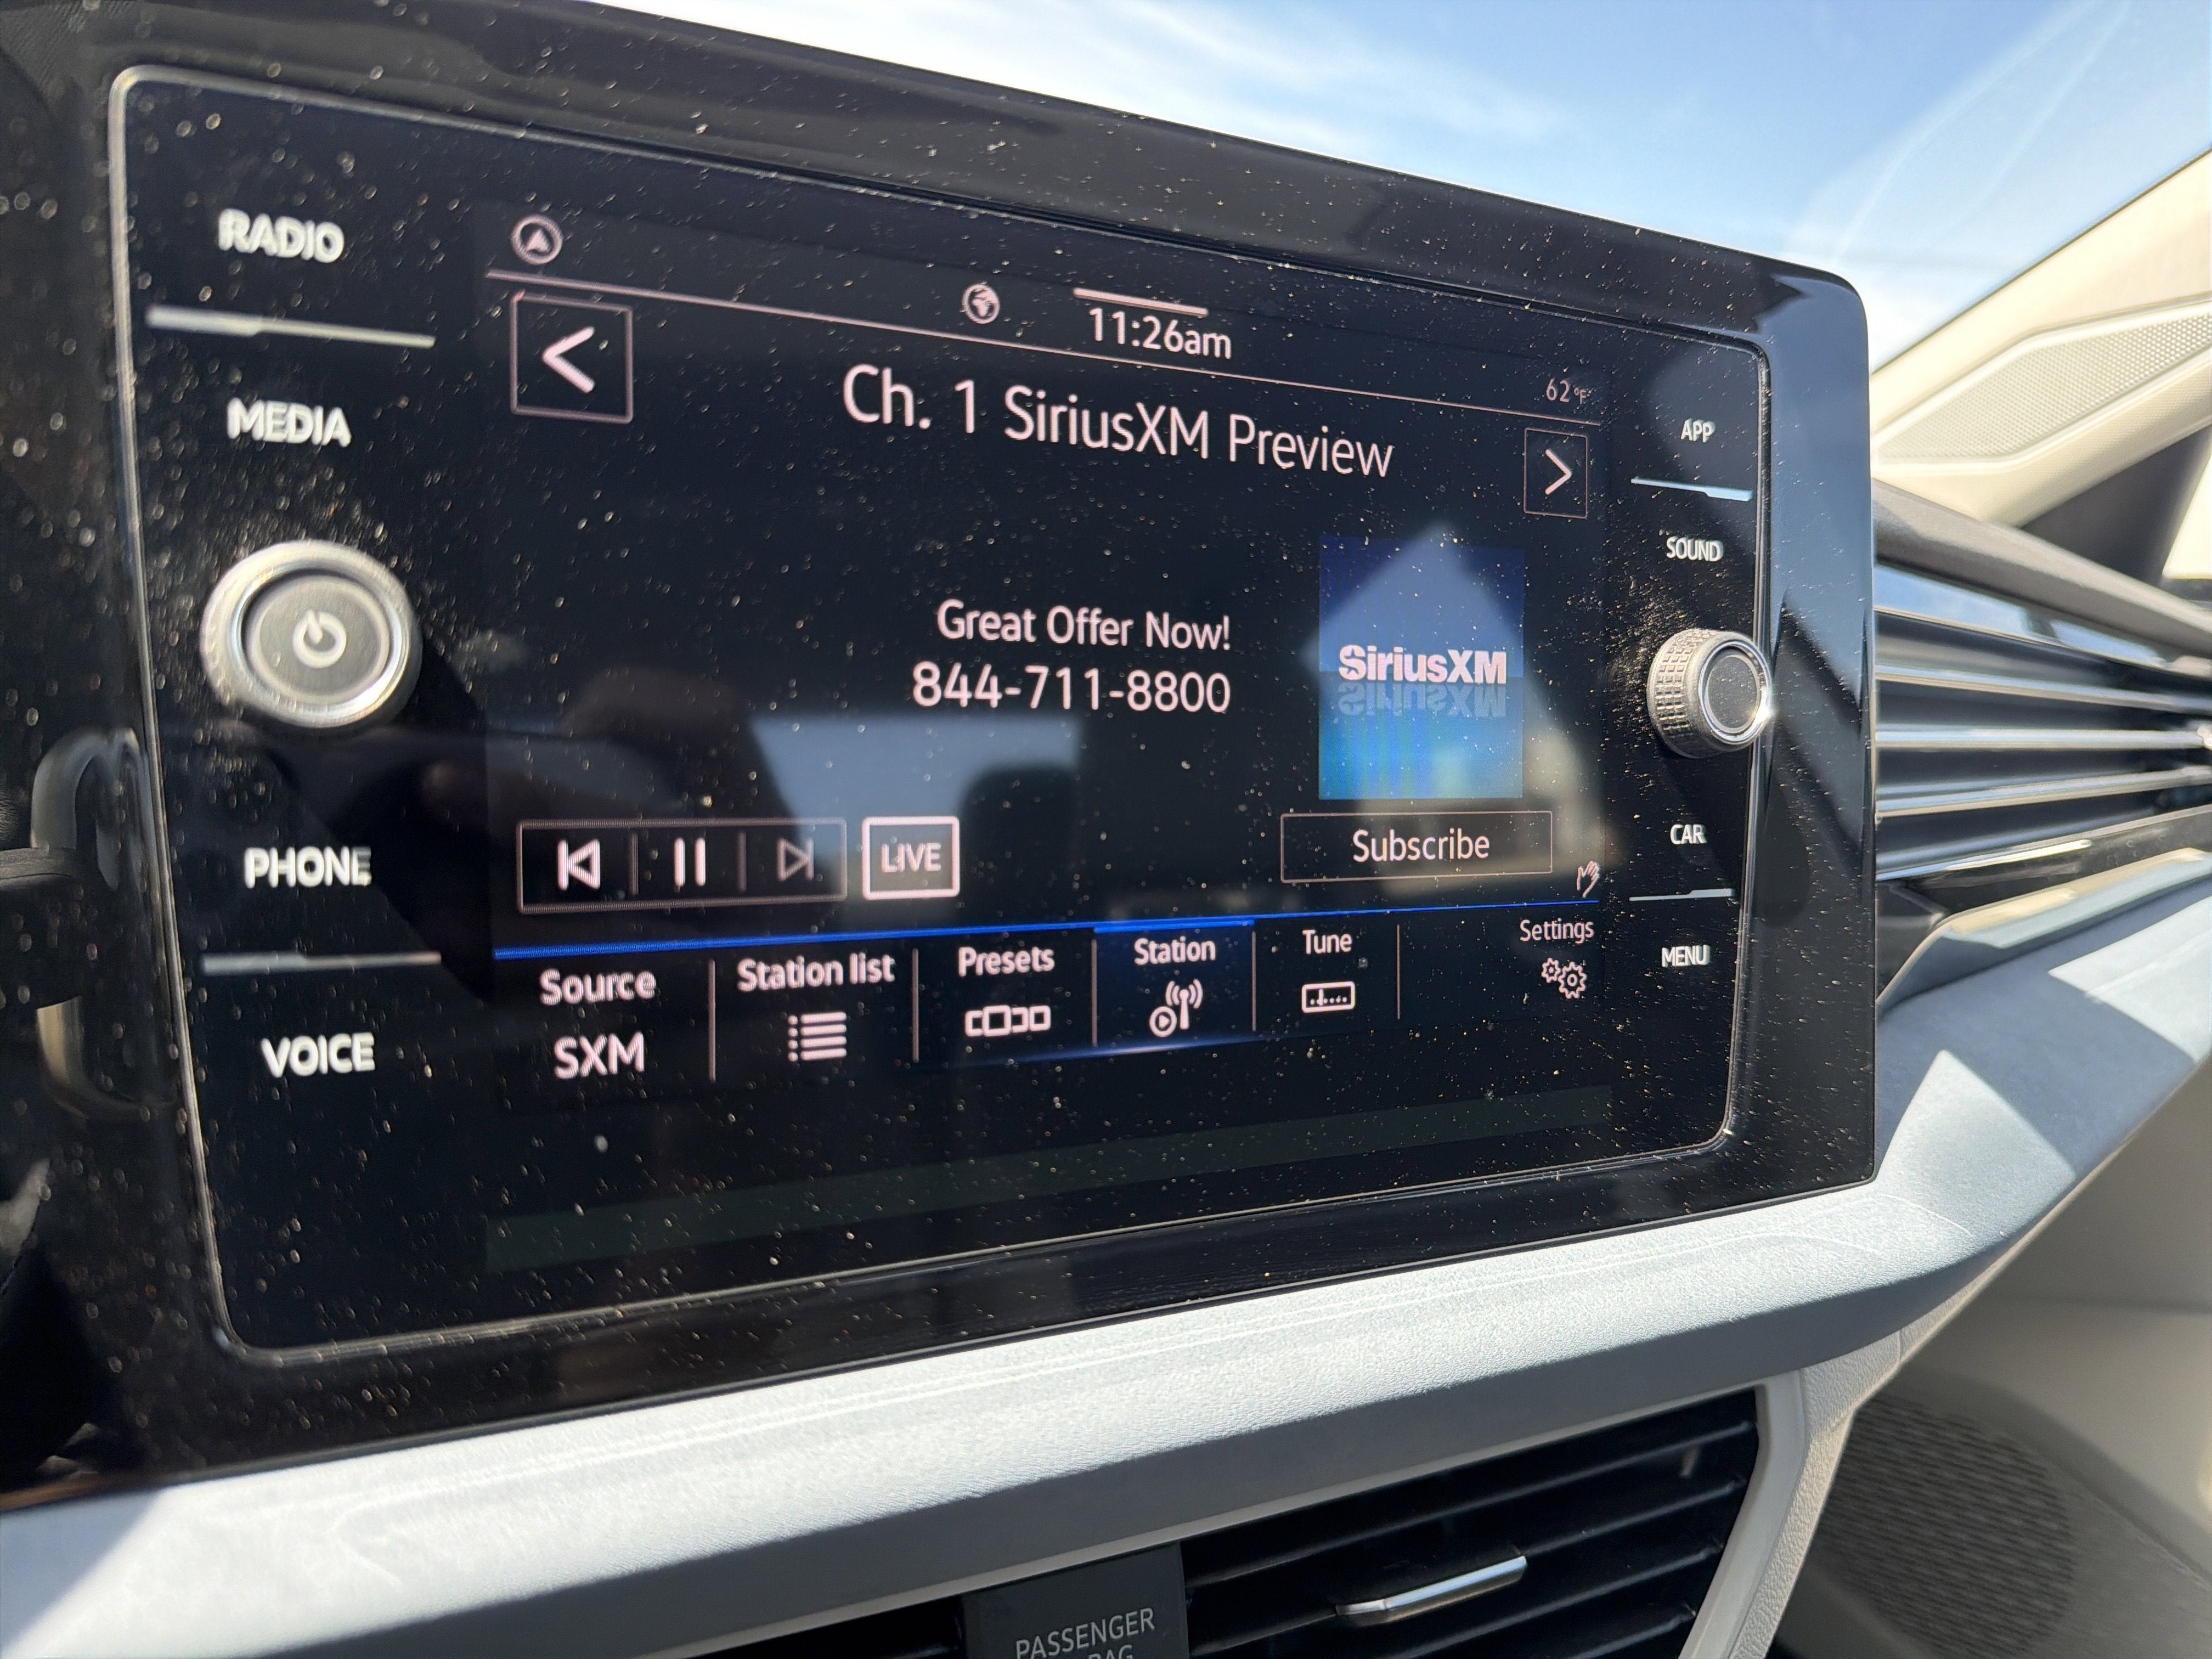 RADIO
MEDIA
PHONE
VOICE
11:26am
62°F
Ch. 1 SiriusXM Preview
Great Offer Now!
844-711-8800
SiriusXM
LIVE
Subscribe
Source
SXM
Station list
Presets
Station
Tune
Settings
APP
SOUND
CAR
MENU
PASSENGER
BAG